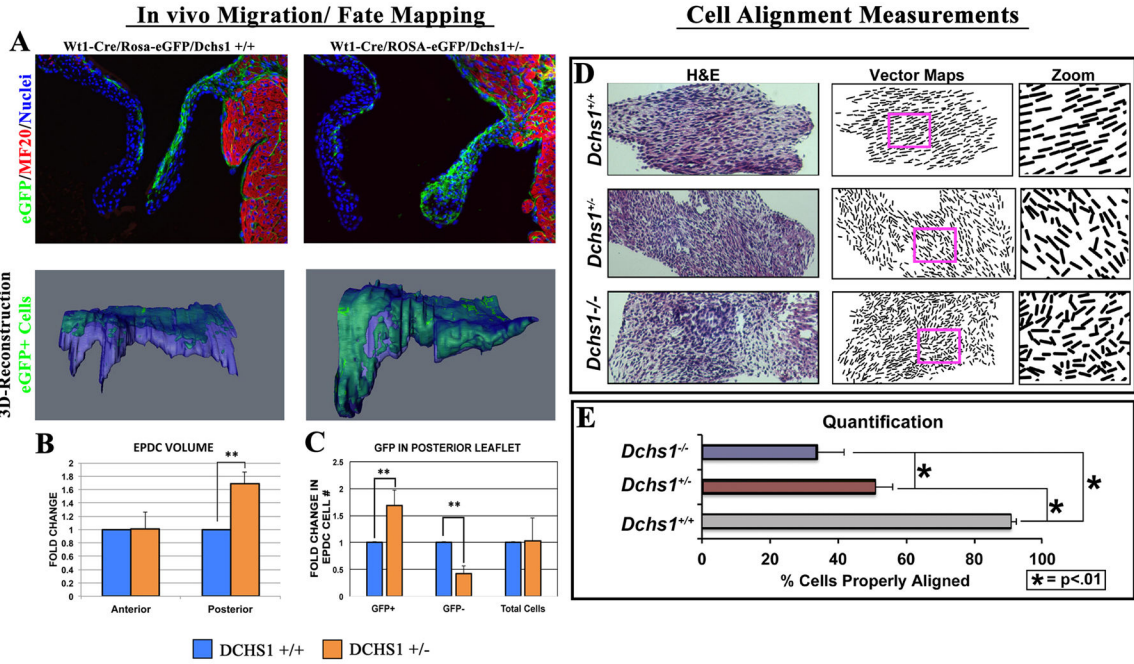 In vivo Migration/ Fate Mapping
Cell Alignment Measurements
A
Wt1-Cre/Rosa-eGFP/Dchs1 +/+
Wt1-Cre/ROSA-eGFP/Dchs1+/-
eGFP/MF20/Nuclei
3D-Reconstruction
eGFP+ Cells
B
EPDC VOLUME
FOLD CHANGE
2
1.8
1.6
1.4
1.2
1
0.8
0.6
0.4
0.2
0
**
Anterior
Posterior
C
GFP IN POSTERIOR LEAFLET
FOLD CHANGE IN
EPDC CELL #
2.5
2
1.5
1
0.5
0
**
**
GFP+
GFP-
Total Cells
DCHS1 +/+
DCHS1 +/-
D
H&E
Vector Maps
Zoom
Dchs1+/+
Dchs1+/-
Dchs1-/-
E
Quantification
Dchs1-/-
Dchs1+/-
Dchs1+/+
*
*
*
0
20
40
60
80
100
% Cells Properly Aligned
*= p<.01